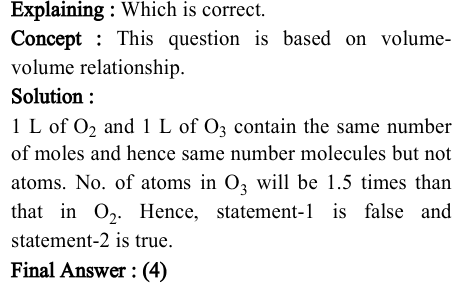 Explaining : Which is correct.
Concept : This question is based on volume-
volume relationship.
Solution :
1 L of O₂ and 1 L of O₃ contain the same number
of moles and hence same number molecules but not
atoms. No. of atoms in O₃ will be 1.5 times than
that in O₂. Hence, statement-1 is false and
statement-2 is true.
Final Answer : (4)